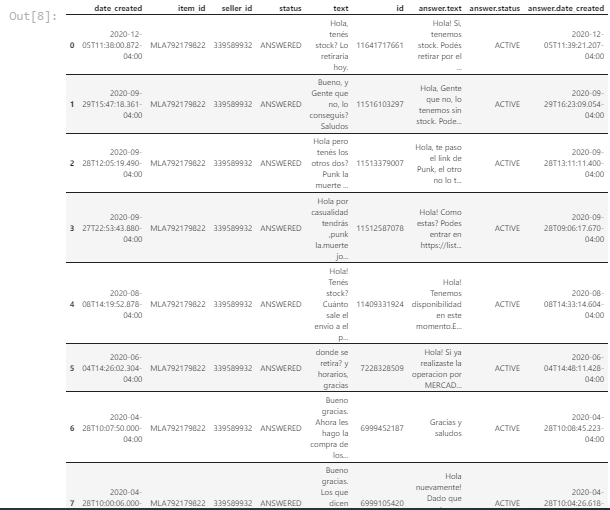 Out[8]:
date_created item_id seller_id status text id answer.text answer.status answer.date_created
0 2020-12-05T11:38:00.872-04:00 MLA792179822 339589932 ANSWERED Hola, tenés stock? Lo retiraria hoy. 11641717661 Hola! Si, tenemos stock. Podés retirar por el ... ACTIVE 2020-12-05T11:39:21.207-04:00
1 2020-09-29T15:47:18.361-04:00 MLA792179822 339589932 ANSWERED Bueno, y Gente que no, lo conseguis? Saludos 11516103297 Hola, Gente que no, lo tenemos sin stock. Pode... ACTIVE 2020-09-29T16:23:09.054-04:00
2 2020-09-28T12:05:19.490-04:00 MLA792179822 339589932 ANSWERED Hola pero tenés los otros dos? Punk la muerte ... 11513379007 Hola, te paso el link de Punk, el otro no lo t... ACTIVE 2020-09-28T13:11:11.400-04:00
3 2020-09-27T22:53:43.880-04:00 MLA792179822 339589932 ANSWERED Hola por casualidad tendrás ,punk la.muerte jo... 11512587078 Hola! Como estas? Podes entrar en https://list... ACTIVE 2020-09-28T09:06:17.670-04:00
4 2020-08-08T14:19:52.878-04:00 MLA792179822 339589932 ANSWERED Hola! Tenés stock? Cuánto sale el envio a el p... 11409331924 Hola! Tenemos disponibilidad en este momento.E... ACTIVE 2020-08-08T14:33:14.604-04:00
5 2020-06-04T14:26:02.304-04:00 MLA792179822 339589932 ANSWERED donde se retira? y horarios, gracias 7228328509 Hola! Si ya realizaste la operacion por MERCAD... ACTIVE 2020-06-04T14:48:11.428-04:00
6 2020-04-28T10:07:50.000-04:00 MLA792179822 339589932 ANSWERED Bueno gracias. Ahora les hago la compra de los... 6999452187 Gracias y saludos ACTIVE 2020-04-28T10:08:45.223-04:00
7 2020-04-28T10:00:06.000- MLA792179822 339589932 ANSWERED Bueno gracias. Los que dicen 6999105420 Hola nuevamente! Dado que ACTIVE 2020-04-28T10:04:26.618-